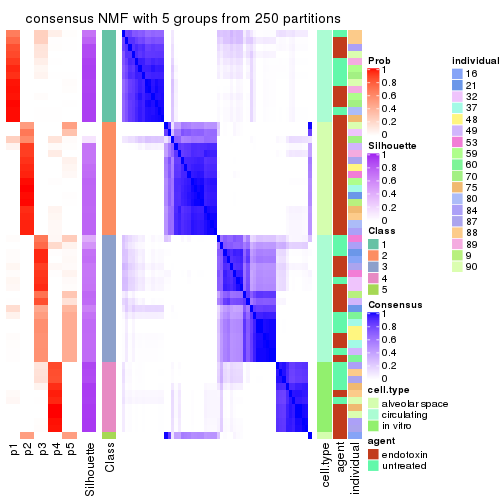 consensus NMF with 5 groups from 250 partitions
p1
p2
p3
p4
p5
Silhouette
Class
cell.type
agent
individual
Prob
1
0.8
0.6
0.4
0.2
0
Silhouette
1
0.8
0.6
0.4
0.2
0
Class
1
2
3
4
5
Consensus
1
0.8
0.6
0.4
0.2
0
cell.type
alveolar space
circulating
in vitro
agent
endotoxin
untreated
individual
16
21
32
37
48
49
53
59
60
70
75
80
84
87
88
89
9
90